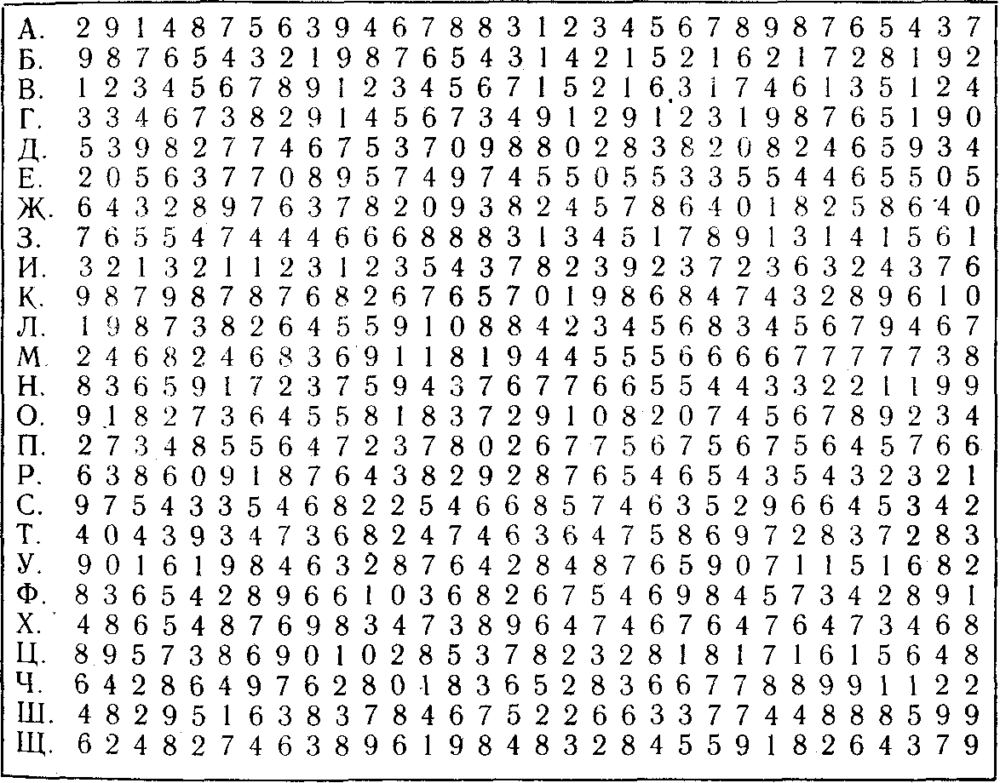 А. 2 9 1 4 8 7 5 6 3 9 4 6 7 8 8 3 1 2 3 4 5 6 7 8 9 8 7 6 5 4 3 7
Б. 9 8 7 6 5 4 3 2 1 9 8 7 6 5 4 3 1 4 2 1 5 2 1 6 2 1 7 2 8 1 9 2
В. 1 2 3 4 5 6 7 8 9 1 2 3 4 5 6 7 1 5 2 1 6 3 1 7 4 6 1 3 5 1 2 4
Г. 3 3 4 6 7 3 8 2 9 1 4 5 6 7 3 4 9 1 2 9 1 2 3 1 9 8 7 6 5 1 9 0
Д. 5 3 9 8 2 7 7 4 6 7 5 3 7 0 9 8 8 0 2 8 3 8 2 0 8 2 4 6 5 9 3 4
Е. 2 0 5 6 3 7 7 0 8 9 5 7 4 9 7 4 5 5 0 5 5 3 3 5 5 4 4 6 5 5 0 5
Ж. 6 4 3 2 8 9 7 6 3 7 8 2 0 9 3 8 2 4 5 7 8 6 4 0 1 8 2 5 8 6 4 0
З. 7 6 5 5 4 7 4 4 4 6 6 6 8 8 8 3 1 3 4 5 1 7 8 9 1 3 1 4 1 5 6 1
И. 3 2 1 3 2 1 1 2 3 1 2 3 5 4 3 7 8 2 3 9 2 3 7 2 3 6 3 2 4 3 7 6
К. 9 8 7 9 8 7 8 7 6 8 2 6 7 6 5 7 0 1 9 8 6 8 4 7 4 3 2 8 9 6 1 0
Л. 1 9 8 7 3 8 2 6 4 5 5 9 1 0 8 8 4 2 3 4 5 6 8 3 4 5 6 7 9 4 6 7
М. 2 4 6 8 2 4 6 8 3 6 9 1 1 8 1 9 4 4 5 5 5 6 6 6 6 7 7 7 7 7 3 8
Н. 8 3 6 5 9 1 7 2 3 7 5 9 4 3 7 6 7 7 6 6 5 5 4 4 3 3 2 2 1 1 9 9
О. 9 1 8 2 7 3 6 4 5 5 8 1 8 3 7 2 9 1 0 8 2 0 7 4 5 6 7 8 9 2 3 4
П. 2 7 3 4 8 5 5 6 4 7 2 3 7 8 0 2 6 7 7 5 6 7 5 6 7 5 6 4 5 7 6 6
Р. 6 3 8 6 0 9 1 8 7 6 4 3 8 2 9 2 8 7 6 5 4 6 5 4 3 5 4 3 2 3 2 1
С. 9 7 5 4 3 3 5 4 6 8 2 2 5 4 6 6 8 5 7 4 6 3 5 2 9 6 6 4 5 3 4 2
Т. 4 0 4 3 9 3 4 7 3 6 8 2 4 7 4 6 3 6 4 7 5 8 6 9 7 2 8 3 7 2 8 3
У. 9 0 1 6 1 9 8 4 6 3 2 8 7 6 4 2 8 4 8 7 6 5 9 0 7 1 1 5 1 6 8 2
Ф. 8 3 6 5 4 2 8 9 6 6 1 0 3 6 8 2 6 7 5 4 6 9 8 4 5 7 3 4 2 8 9 1
Х. 4 8 6 5 4 8 7 6 9 8 3 4 7 3 8 9 6 4 7 4 6 7 6 4 7 6 4 7 3 4 6 8
Ц. 8 9 5 7 3 8 6 9 0 1 0 2 8 5 3 7 8 2 3 2 8 1 8 1 7 1 6 1 5 6 4 8
Ч. 6 4 2 8 6 4 9 7 6 2 8 0 1 8 3 6 5 2 8 3 6 6 7 7 8 8 9 9 1 1 2 2
Ш. 4 8 2 9 5 1 6 3 8 3 7 8 4 6 7 5 2 2 6 6 3 3 7 7 4 4 8 8 8 5 9 9
Щ. 6 2 4 8 2 7 4 6 3 8 9 6 1 9 8 4 8 3 2 8 4 5 5 9 1 8 2 6 4 3 7 9